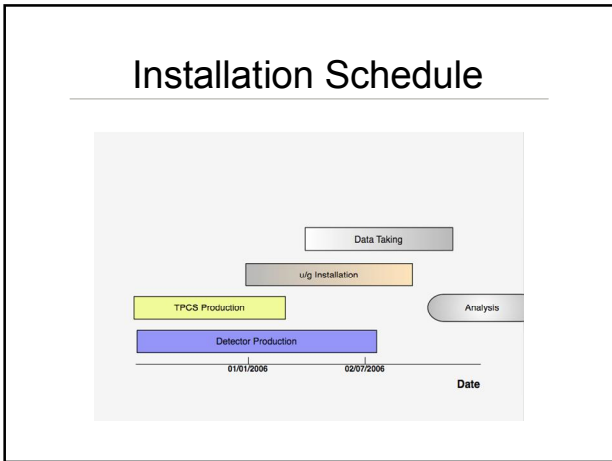 Installation Schedule
Data Taking
u/g Installation
TPCS Production
Analysis
Detector Production
01/01/2006
02/07/2006
Date